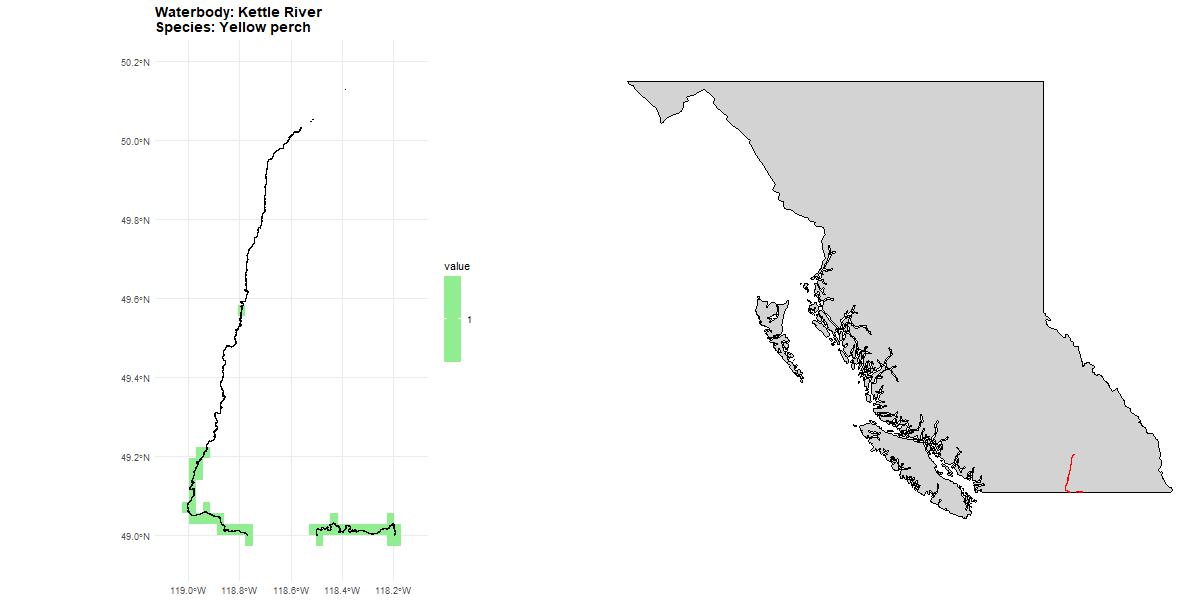 Waterbody: Kettle River
Species: Yellow perch
50.2°N
50.0°N
49.8°N
49.6°N
49.4°N
49.2°N
49.0°N
119.0°W 118.8°W 118.6°W 118.4°W 118.2°W
value
1